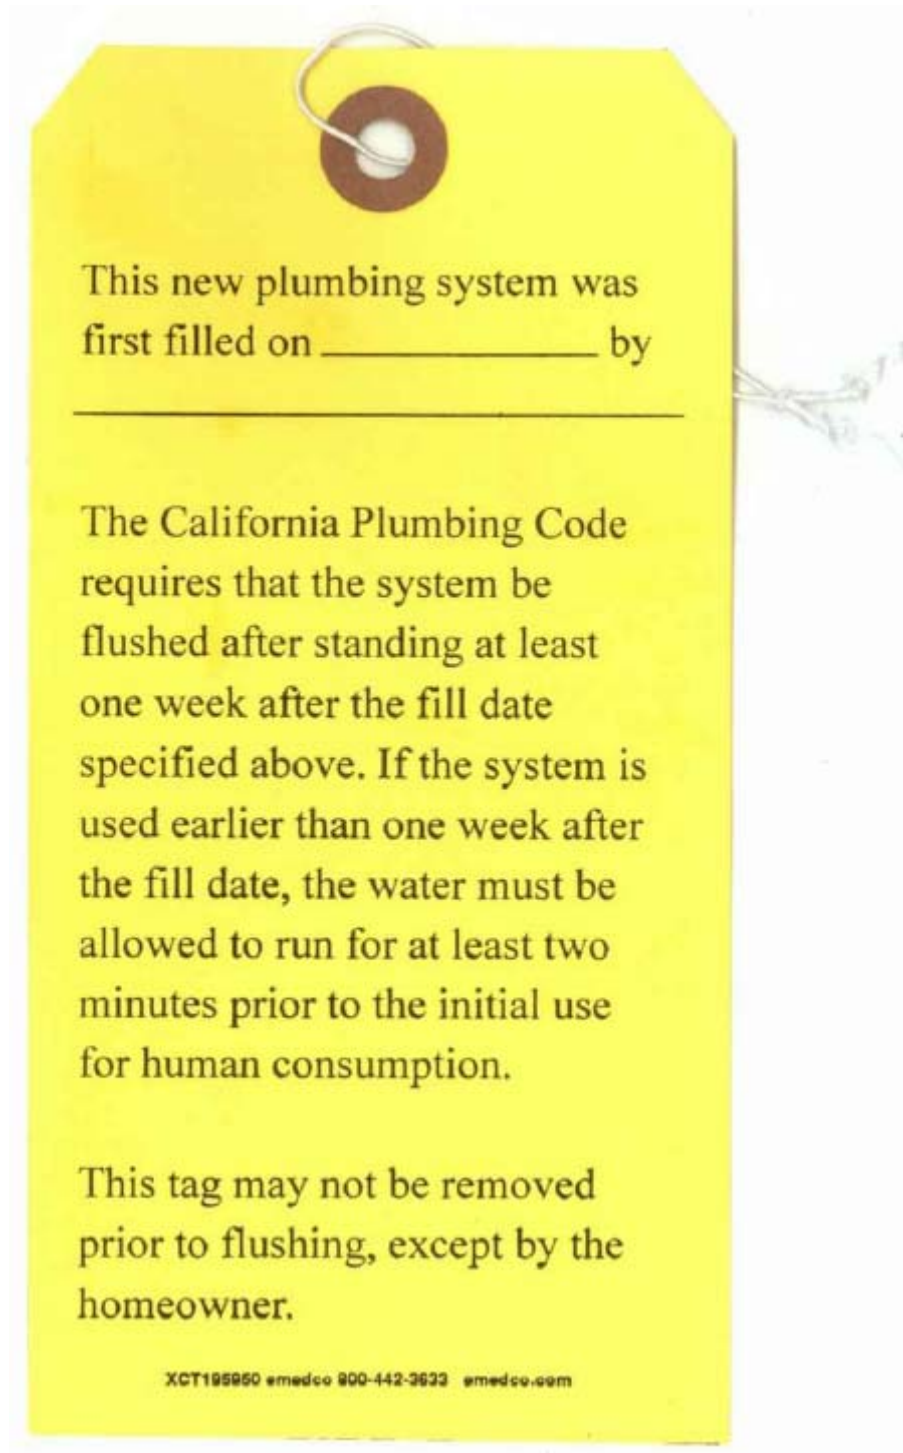 This new plumbing system was
first filled on ____________ by
____________________________
The California Plumbing Code
requires that the system be
flushed after standing at least
one week after the fill date
specified above. If the system is
used earlier than one week after
the fill date, the water must be
allowed to run for at least two
minutes prior to the initial use
for human consumption.
This tag may not be removed
prior to flushing, except by the
homeowner.
XCT195950 emedco 800-442-3633 emedco.com